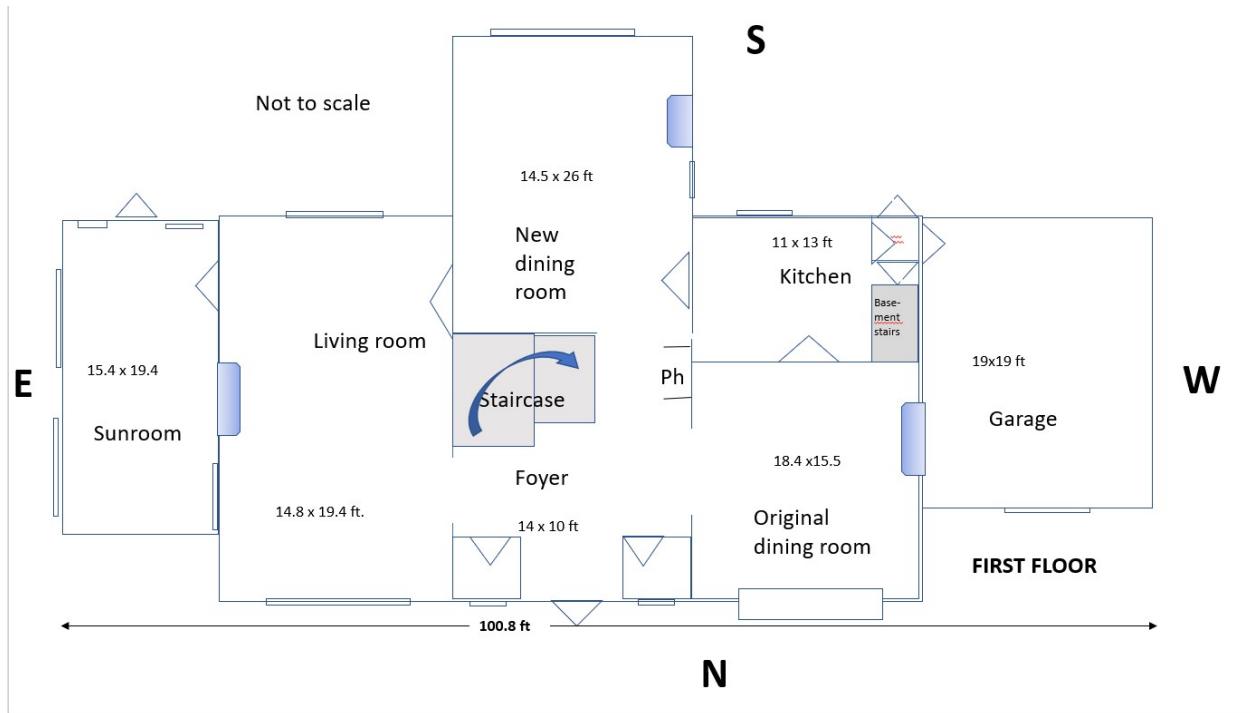 S
Not to scale
14.5 x 26 ft
New
dining
room
11 x 13 ft
Kitchen
Base-
ment
stairs
Living room
E
15.4 x 19.4
Sunroom
Staircase
Ph
19x19 ft
Garage
W
18.4 x15.5
Foyer
14.8 x 19.4 ft.
14 x 10 ft
Original
dining room
FIRST FLOOR
100.8 ft
N